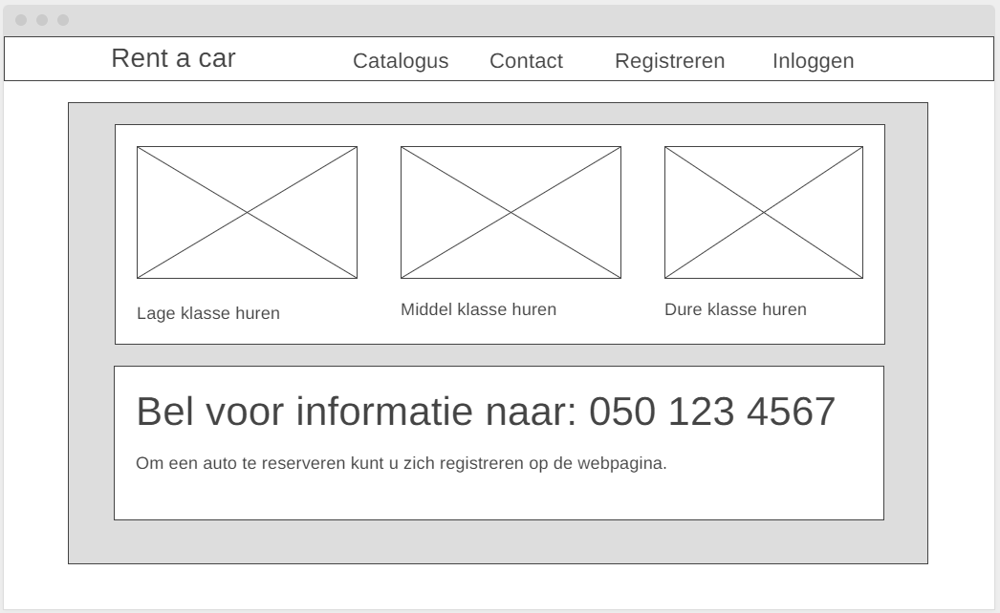 Rent a car
Catalogus Contact Registreren Inloggen
Lage klasse huren
Middel klasse huren
Dure klasse huren
Bel voor informatie naar: 050 123 4567
Om een auto te reserveren kunt u zich registreren op de webpagina.